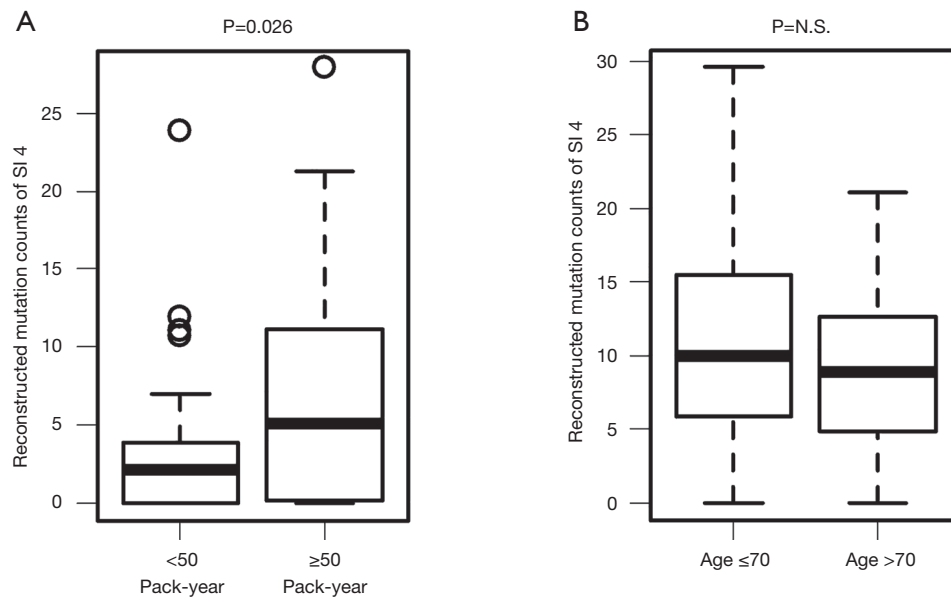 A
P=0.026
Reconstructed mutation counts of SI 4
25
20
15
10
5
0
<50
Pack-year
≥50
Pack-year
B
P=N.S.
Reconstructed mutation counts of SI 4
30
25
20
15
10
5
0
Age ≤70
Age >70